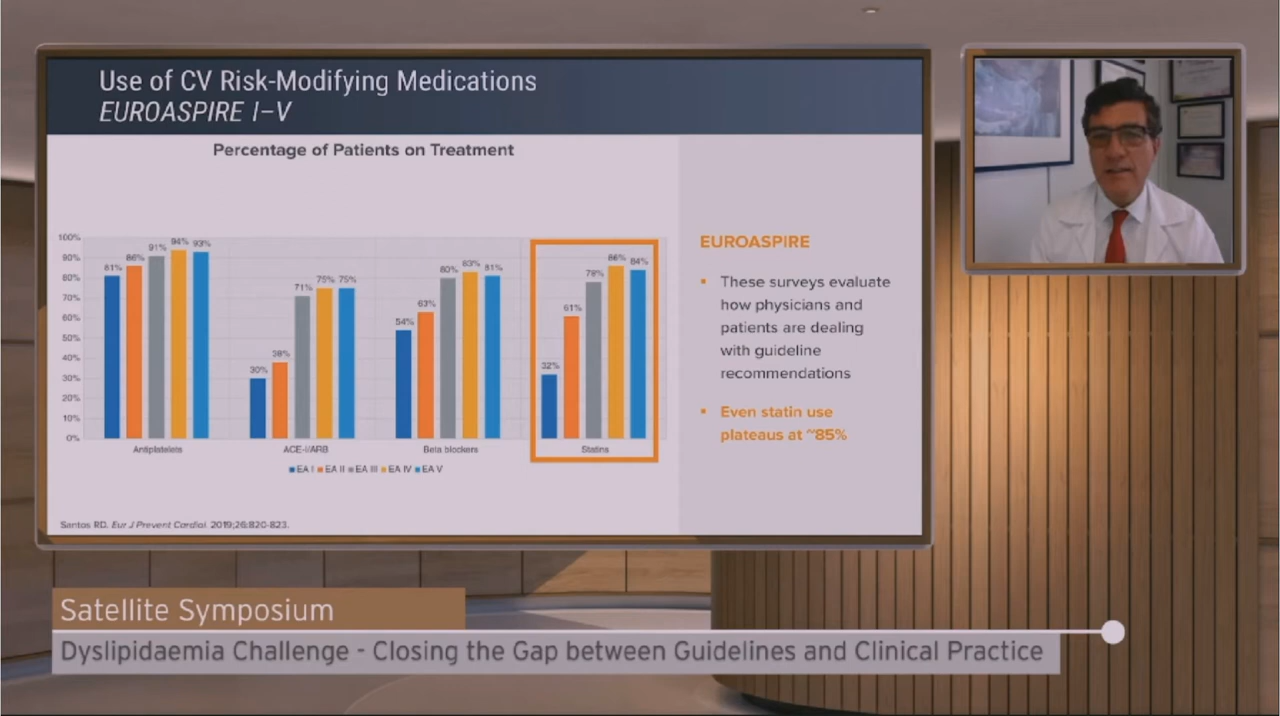 Use of CV Risk-Modifying Medications
EUROASPIRE I–V
Percentage of Patients on Treatment
100%
90%
80%
70%
60%
50%
40%
30%
20%
10%
0%
81% 86% 91% 94% 93%
30% 38% 71% 75% 75%
54% 63% 80% 83% 81%
32% 61% 78% 86% 84%
Antiplatelets ACE-I/ARB Beta blockers Statins
EA I EA II EA III EA IV EA V
EUROASPIRE
These surveys evaluate
how physicians and
patients are dealing
with guideline
recommendations
Even statin use
plateaus at ~85%
Santos RD. Eur J Prevent Cardiol. 2019;26:820-823.
Satellite Symposium
Dyslipidaemia Challenge - Closing the Gap between Guidelines and Clinical Practice